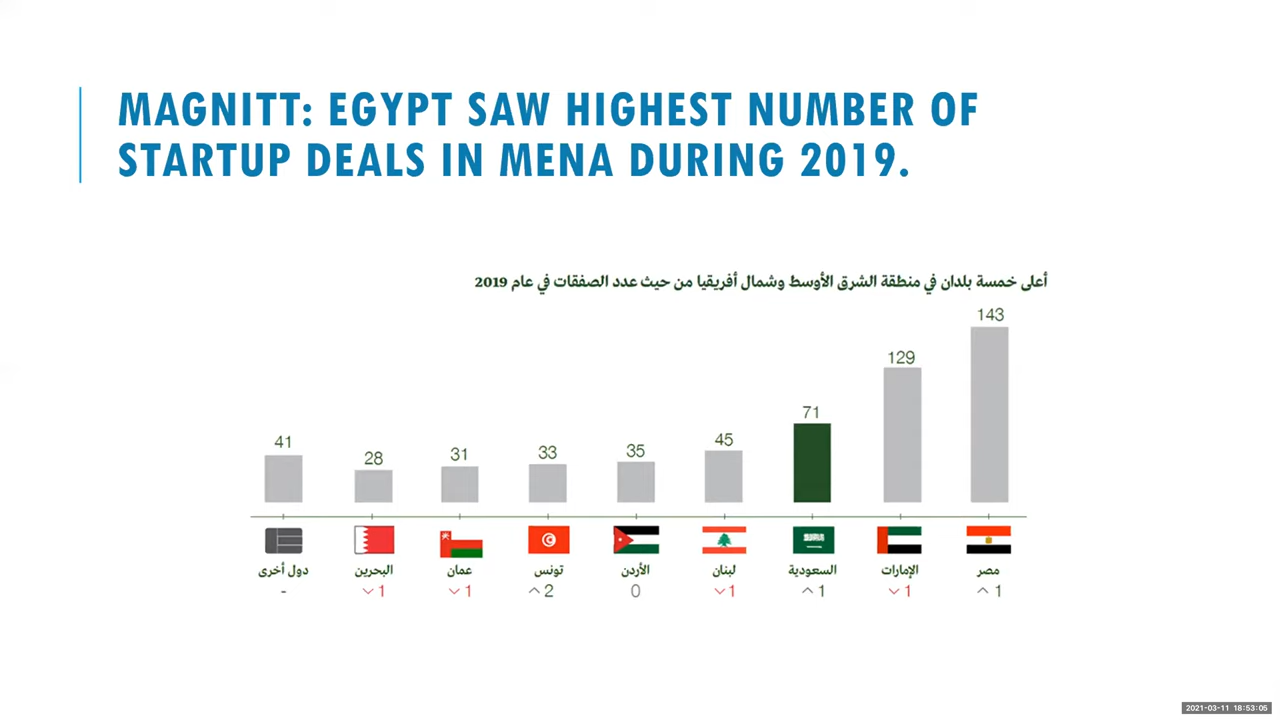 MAGNITT: EGYPT SAW HIGHEST NUMBER OF
STARTUP DEALS IN MENA DURING 2019.
أعلى خمسة بلدان في منطقة الشرق الأوسط وشمال أفريقيا من حيث عدد الصفقات في عام 2019
143
129
71
45
35
33
31
28
41
مصر
الإمارات
السعودية
لبنان
الأردن
تونس
عمان
البحرين
دول أخرى
1
1
1
1
0
2
1
1
-
2021-03-11 18:53:05